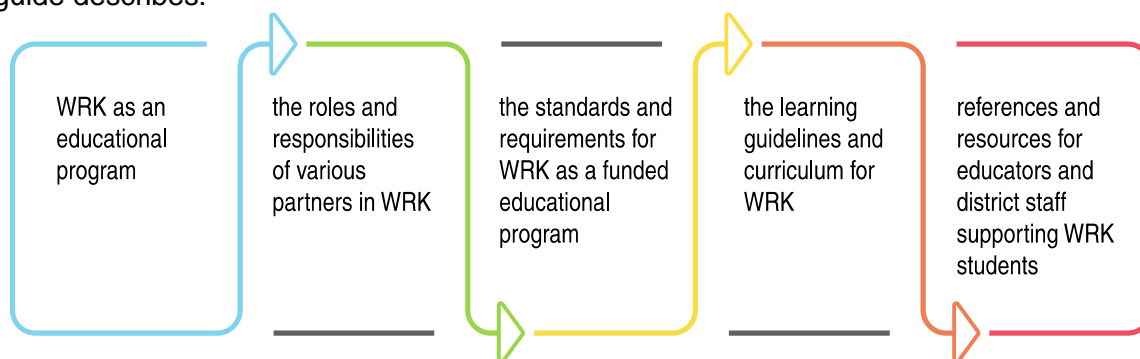 guide describes:
WRK as an
educational
program
the roles and
responsibilities
of various
partners in WRK
the standards and
requirements for
WRK as a funded
educational
program
the learning
guidelines and
curriculum for
WRK
references and
resources for
educators and
district staff
supporting WRK
students